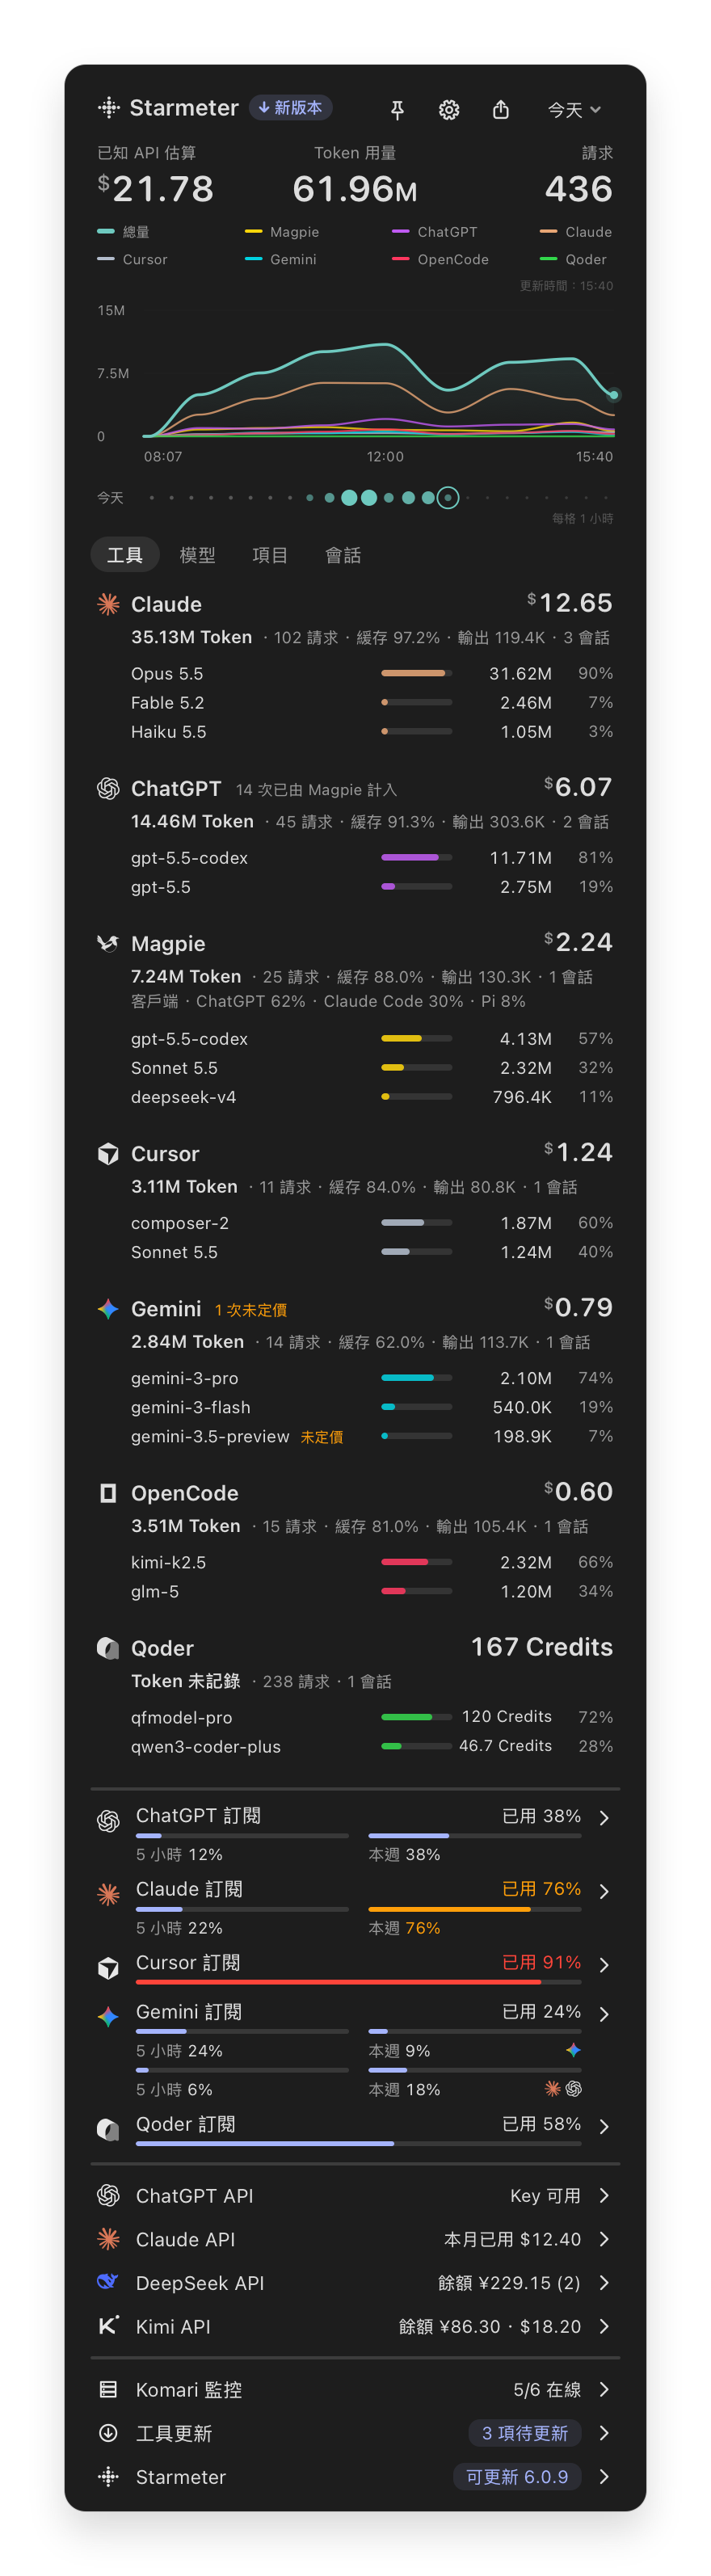 Starmeter 新版本 今天
已知 API 估算 Token 用量 請求
$21.78 61.96M 436
總量 Magpie ChatGPT Claude
Cursor Gemini OpenCode Qoder
更新時間：15:40
15M
7.5M
0
08:07 12:00 15:40
今天
每格 1 小時
工具 模型 項目 會話
Claude $12.65
35.13M Token · 102 請求 · 緩存 97.2% · 輸出 119.4K · 3 會話
Opus 5.5 31.62M 90%
Fable 5.2 2.46M 7%
Haiku 5.5 1.05M 3%
ChatGPT 14 次已由 Magpie 計入 $6.07
14.46M Token · 45 請求 · 緩存 91.3% · 輸出 303.6K · 2 會話
gpt-5.5-codex 11.71M 81%
gpt-5.5 2.75M 19%
Magpie $2.24
7.24M Token · 25 請求 · 緩存 88.0% · 輸出 130.3K · 1 會話
客戶端 · ChatGPT 62% · Claude Code 30% · Pi 8%
gpt-5.5-codex 4.13M 57%
Sonnet 5.5 2.32M 32%
deepseek-v4 796.4K 11%
Cursor $1.24
3.11M Token · 11 請求 · 緩存 84.0% · 輸出 80.8K · 1 會話
composer-2 1.87M 60%
Sonnet 5.5 1.24M 40%
Gemini 1 次未定價 $0.79
2.84M Token · 14 請求 · 緩存 62.0% · 輸出 113.7K · 1 會話
gemini-3-pro 2.10M 74%
gemini-3-flash 540.0K 19%
gemini-3.5-preview 未定價 198.9K 7%
OpenCode $0.60
3.51M Token · 15 請求 · 緩存 81.0% · 輸出 105.4K · 1 會話
kimi-k2.5 2.32M 66%
glm-5 1.20M 34%
Qoder 167 Credits
Token 未記錄 · 238 請求 · 1 會話
qfmodel-pro 120 Credits 72%
qwen3-coder-plus 46.7 Credits 28%
ChatGPT 訂閱 已用 38%
5 小時 12% 本週 38%
Claude 訂閱 已用 76%
5 小時 22% 本週 76%
Cursor 訂閱 已用 91%
Gemini 訂閱 已用 24%
5 小時 24% 本週 9%
5 小時 6% 本週 18%
Qoder 訂閱 已用 58%
ChatGPT API Key 可用
Claude API 本月已用 $12.40
DeepSeek API 餘額 ¥229.15 (2)
Kimi API 餘額 ¥86.30 · $18.20
Komari 監控 5/6 在線
工具更新 3 項待更新
Starmeter 可更新 6.0.9